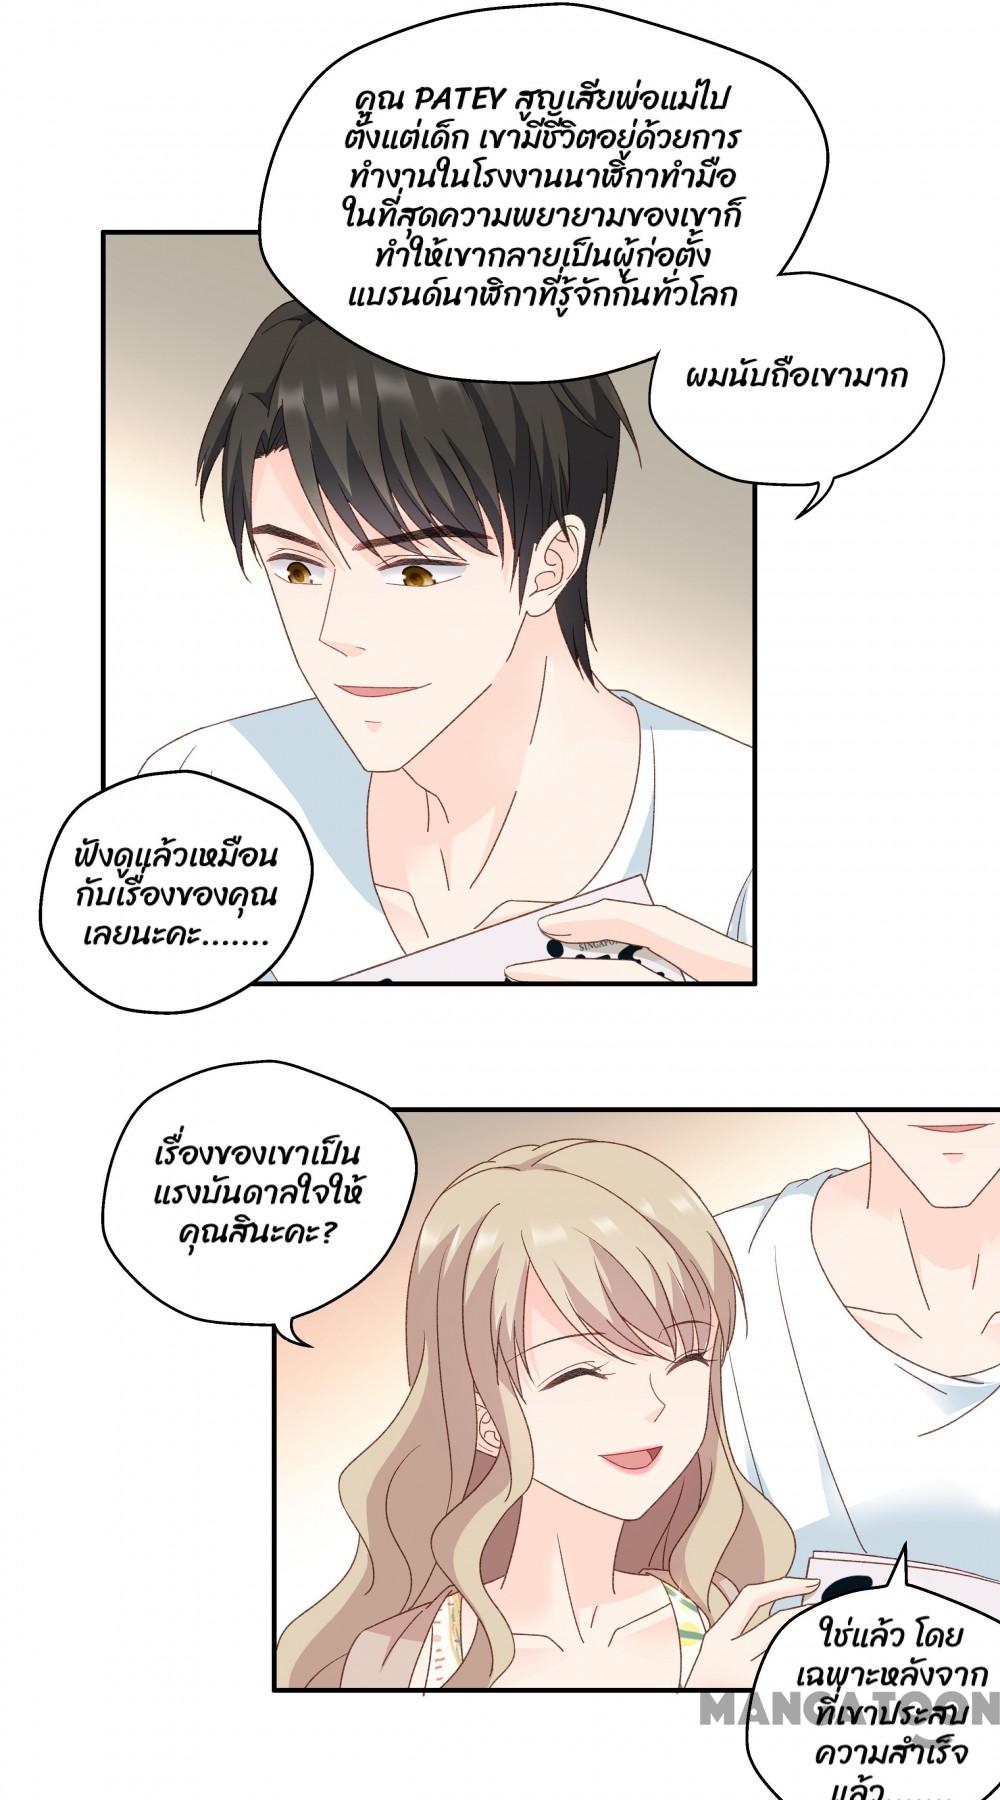 คุณ PATEY สูญเสียพ่อแม่ไป
ตั้งแต่เด็ก เขามีชีวิตอยู่ด้วยการ
ทำงานในโรงงานนาฬิกาทำมือ
ในที่สุดความพยายามของเขาก็
ทำให้เขากลายเป็นผู้ก่อตั้ง
แบรนด์นาฬิกาที่รู้จักกันทั่วโลก
ผมนับถือเขามาก
ฟังดูแล้วเหมือน
กับเรื่องของคุณ
เลยนะคะ.......
SINGAPORE
เรื่องของเขาเป็น
แรงบันดาลใจให้
คุณสินะคะ?
ใช่แล้ว โดย
เฉพาะหลังจาก
ที่เขาประสบ
ความสำเร็จ
แล้ว........
MANGATOON